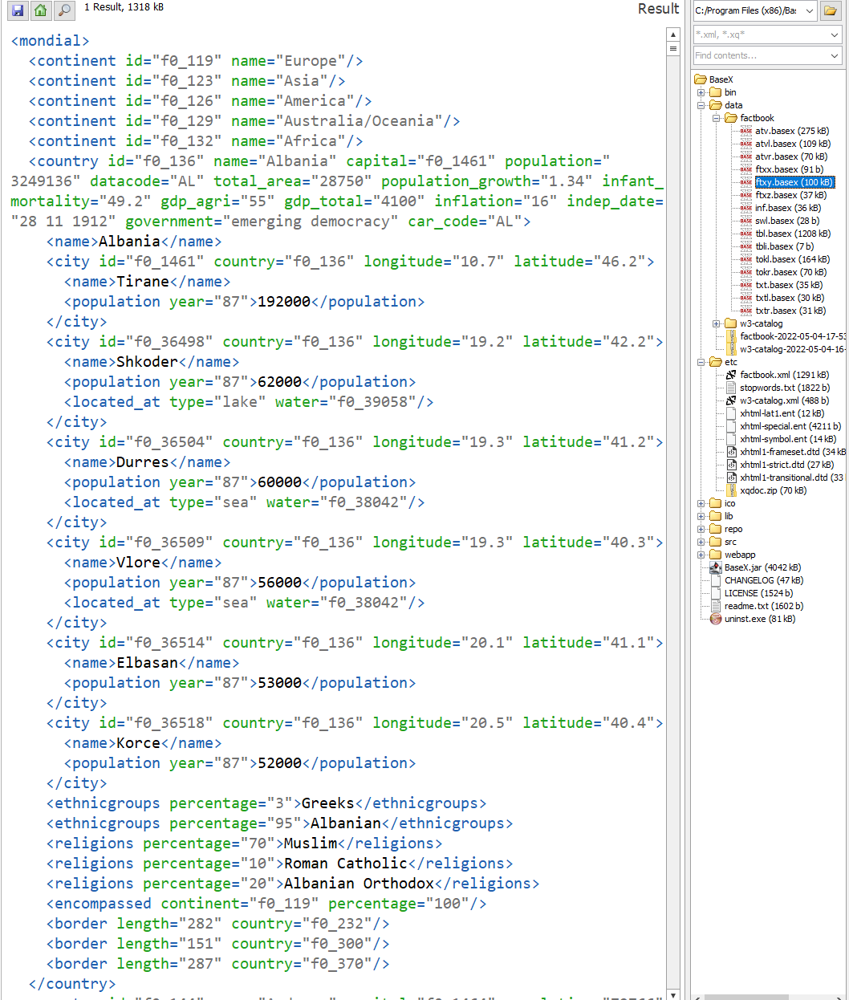 1 Result, 1318 kB
Result
<mondial>
<continent id="f0_119" name="Europe"/>
<continent id="f0_123" name="Asia"/>
<continent id="f0_126" name="America"/>
<continent id="f0_129" name="Australia/Oceania"/>
<continent id="f0_132" name="Africa"/>
<country id="f0_136" name="Albania" capital="f0_1461" population="
3249136" datacode="AL" total_area="28750" population_growth="1.34" infant_
mortality="49.2" gdp_agri="55" gdp_total="4100" inflation="16" indep_date=
"28 11 1912" government="emerging democracy" car_code="AL">
<name>Albania</name>
<city id="f0_1461" country="f0_136" longitude="10.7" latitude="46.2">
<name>Tirane</name>
<population year="87">192000</population>
</city>
<city id="f0_36498" country="f0_136" longitude="19.2" latitude="42.2">
<name>Shkoder</name>
<population year="87">62000</population>
<located_at type="lake" water="f0_39058"/>
</city>
<city id="f0_36504" country="f0_136" longitude="19.3" latitude="41.2">
<name>Durres</name>
<population year="87">60000</population>
<located_at type="sea" water="f0_38042"/>
</city>
<city id="f0_36509" country="f0_136" longitude="19.3" latitude="40.3">
<name>Vlore</name>
<population year="87">56000</population>
<located_at type="sea" water="f0_38042"/>
</city>
<city id="f0_36514" country="f0_136" longitude="20.1" latitude="41.1">
<name>Elbasan</name>
<population year="87">53000</population>
</city>
<city id="f0_36518" country="f0_136" longitude="20.5" latitude="40.4">
<name>Korce</name>
<population year="87">52000</population>
</city>
<ethnicgroups percentage="3">Greeks</ethnicgroups>
<ethnicgroups percentage="95">Albanian</ethnicgroups>
<religions percentage="70">Muslim</religions>
<religions percentage="10">Roman Catholic</religions>
<religions percentage="20">Albanian Orthodox</religions>
<encompassed continent="f0_119" percentage="100"/>
<border length="282" country="f0_232"/>
<border length="151" country="f0_300"/>
<border length="287" country="f0_370"/>
</country>
C:/Program Files (x86)/Bas
*.xml, *.xq*
Find contents...
BaseX
bin
data
factbook
atv.basex (275 kB)
atvl.basex (109 kB)
atvr.basex (70 kB)
ftxx.basex (91 b)
ftxy.basex (100 kB)
ftxz.basex (37 kB)
inf.basex (36 kB)
swl.basex (28 b)
tbl.basex (1208 kB)
tbli.basex (7 b)
tokl.basex (164 kB)
tokr.basex (70 kB)
txt.basex (35 kB)
txtl.basex (30 kB)
txtr.basex (31 kB)
w3-catalog
factbook-2022-05-04-17-53
w3-catalog-2022-05-04-16-
etc
factbook.xml (1291 kB)
stopwords.txt (1822 b)
w3-catalog.xml (488 b)
xhtml-lat1.ent (12 kB)
xhtml-special.ent (4211 b)
xhtml-symbol.ent (14 kB)
xhtml1-frameset.dtd (34 kB
xhtml1-strict.dtd (27 kB)
xhtml1-transitional.dtd (33
xqdoc.zip (70 kB)
ico
lib
repo
src
webapp
BaseX.jar (4042 kB)
CHANGELOG (47 kB)
LICENSE (1524 b)
readme.txt (1602 b)
uninst.exe (81 kB)